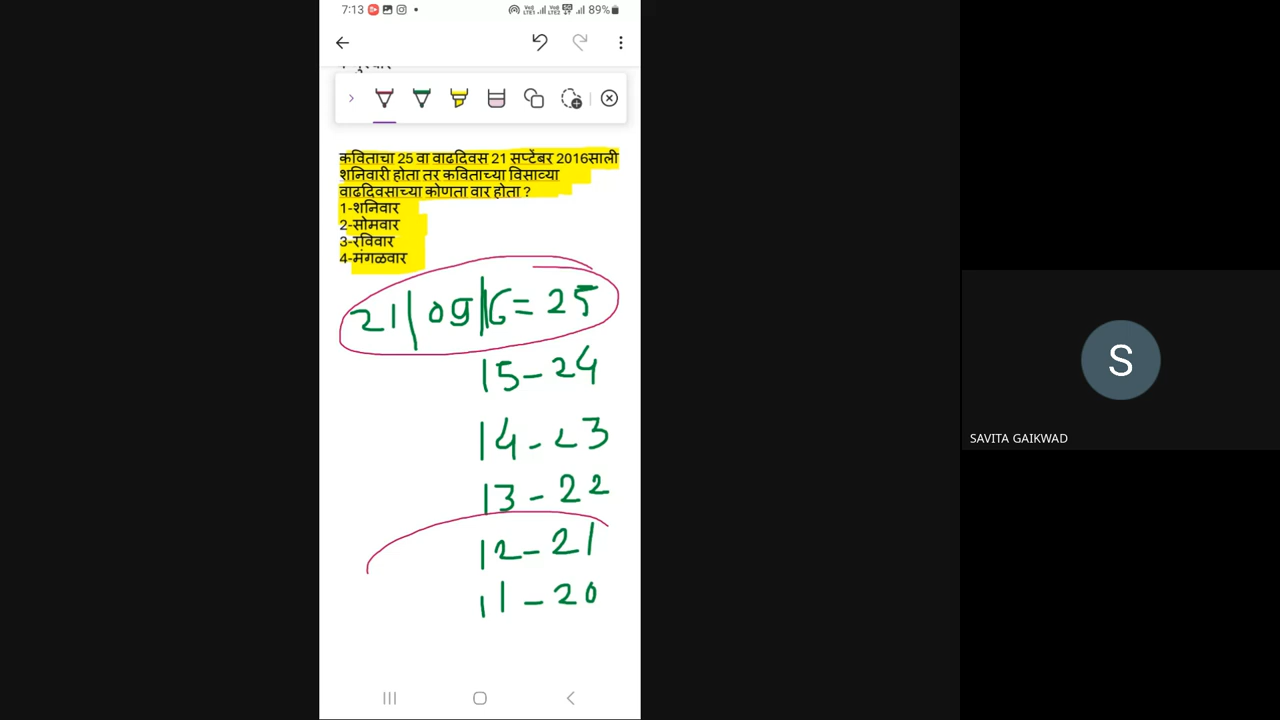 7:13
89%
कविताचा 25 वा वाढदिवस 21 सप्टेंबर 2016साली
शनिवारी होता तर कविताच्या विसाव्या
वाढदिवसाच्या कोणता वार होता ?
1-शनिवार
2-सोमवार
3-रविवार
4-मंगळवार
21|09|16=25
15-24
14-23
13-22
12-21
11-20
S
SAVITA GAIKWAD